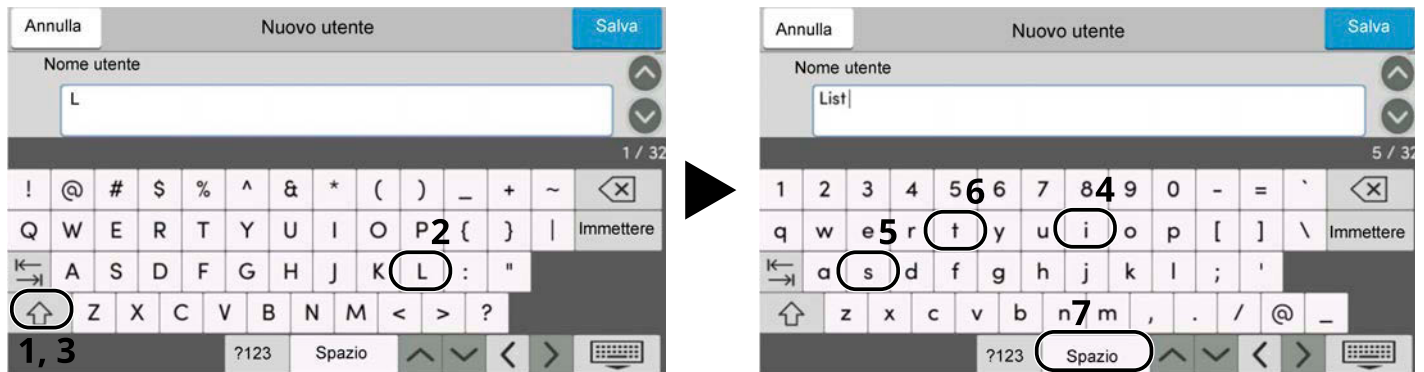 Annulla Nuovo utente Salva
Nome utente
L
1 / 32
! @ # $ % ^ & * ( ) _ + ~
Q W E R T Y U I O P 2 { } | Immettere
A S D F G H J K L : "
Z X C V B N M < > ?
1, 3 ?123 Spazio
Annulla Nuovo utente Salva
Nome utente
List
5 / 32
1 2 3 4 5 6 6 7 8 4 9 0 - = `
q w e 5 r t y u i o p [ ] \ Immettere
a s d f g h j k l ; '
z x c v b n 7 m , . / @ _
?123 Spazio